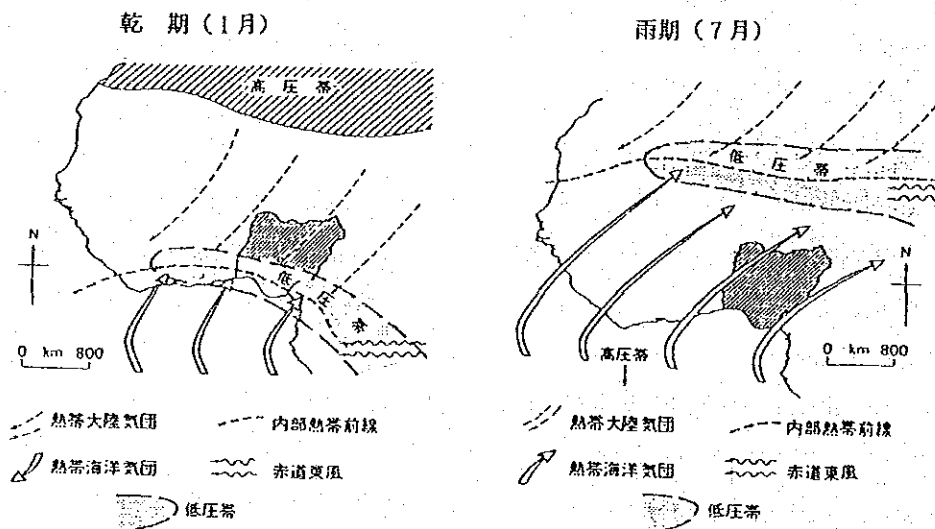 乾 期（1月）
高圧帯
低圧帯
N
0 km 800
熱帯大陸気団
内部熱帯前線
熱帯海洋気団
赤道東風
低圧帯
雨期（7月）
低圧帯
N
高圧帯
0 km 800
熱帯大陸気団
内部熱帯前線
熱帯海洋気団
赤道東風
低圧帯